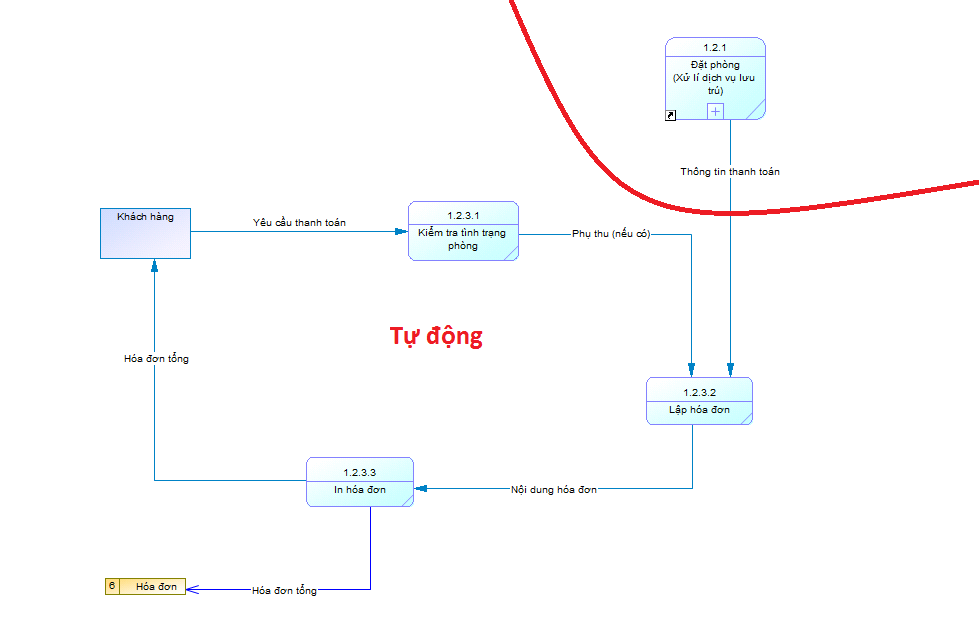 1.2.1
Đặt phòng
(Xử lí dịch vụ lưu
trú)
Thông tin thanh toán
Khách hàng
Yêu cầu thanh toán
1.2.3.1
Kiểm tra tình trạng
phòng
Phụ thu (nếu có)
Tự động
Hóa đơn tổng
1.2.3.2
Lập hóa đơn
1.2.3.3
In hóa đơn
Nội dung hóa đơn
6 Hóa đơn
Hóa đơn tổng